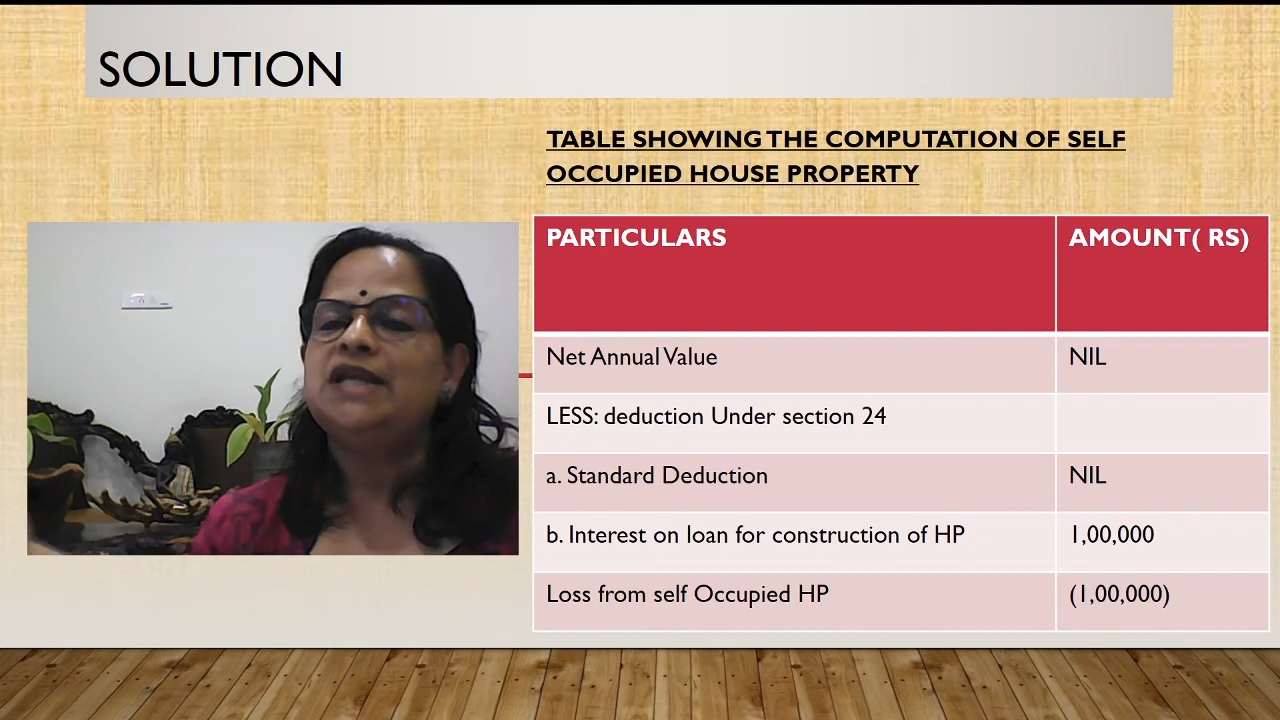 SOLUTION
TABLE SHOWING THE COMPUTATION OF SELF
OCCUPIED HOUSE PROPERTY
PARTICULARS AMOUNT( RS)
Net Annual Value NIL
LESS: deduction Under section 24
a. Standard Deduction NIL
b. Interest on loan for construction of HP 1,00,000
Loss from self Occupied HP (1,00,000)